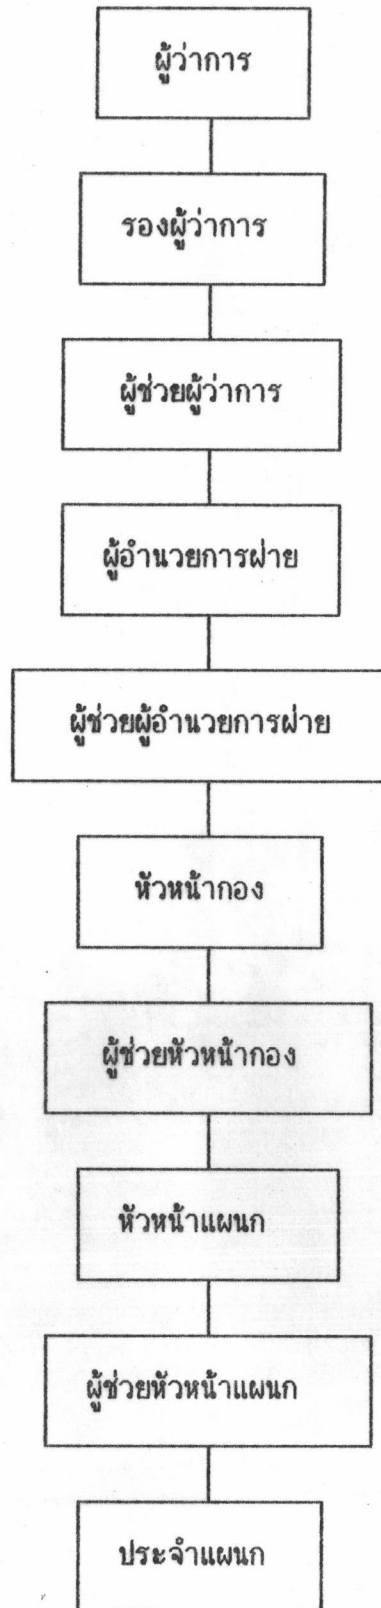 ผู้ว่าการ
รองผู้ว่าการ
ผู้ช่วยผู้ว่าการ
ผู้อำนวยการฝ่าย
ผู้ช่วยผู้อำนวยการฝ่าย
หัวหน้ากอง
ผู้ช่วยหัวหน้ากอง
หัวหน้าแผนก
ผู้ช่วยหัวหน้าแผนก
ประจำแผนก